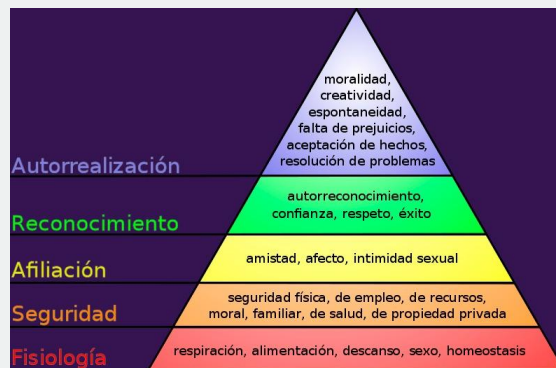 moralidad,
creatividad,
espontaneidad,
falta de prejuicios,
aceptación de hechos,
resolución de problemas
Autorrealización
autorreconocimiento,
confianza, respeto, éxito
Reconocimiento
amistad, afecto, intimidad sexual
Afiliación
seguridad física, de empleo, de recursos,
moral, familiar, de salud, de propiedad privada
Seguridad
respiración, alimentación, descanso, sexo, homeostasis
Fisiología